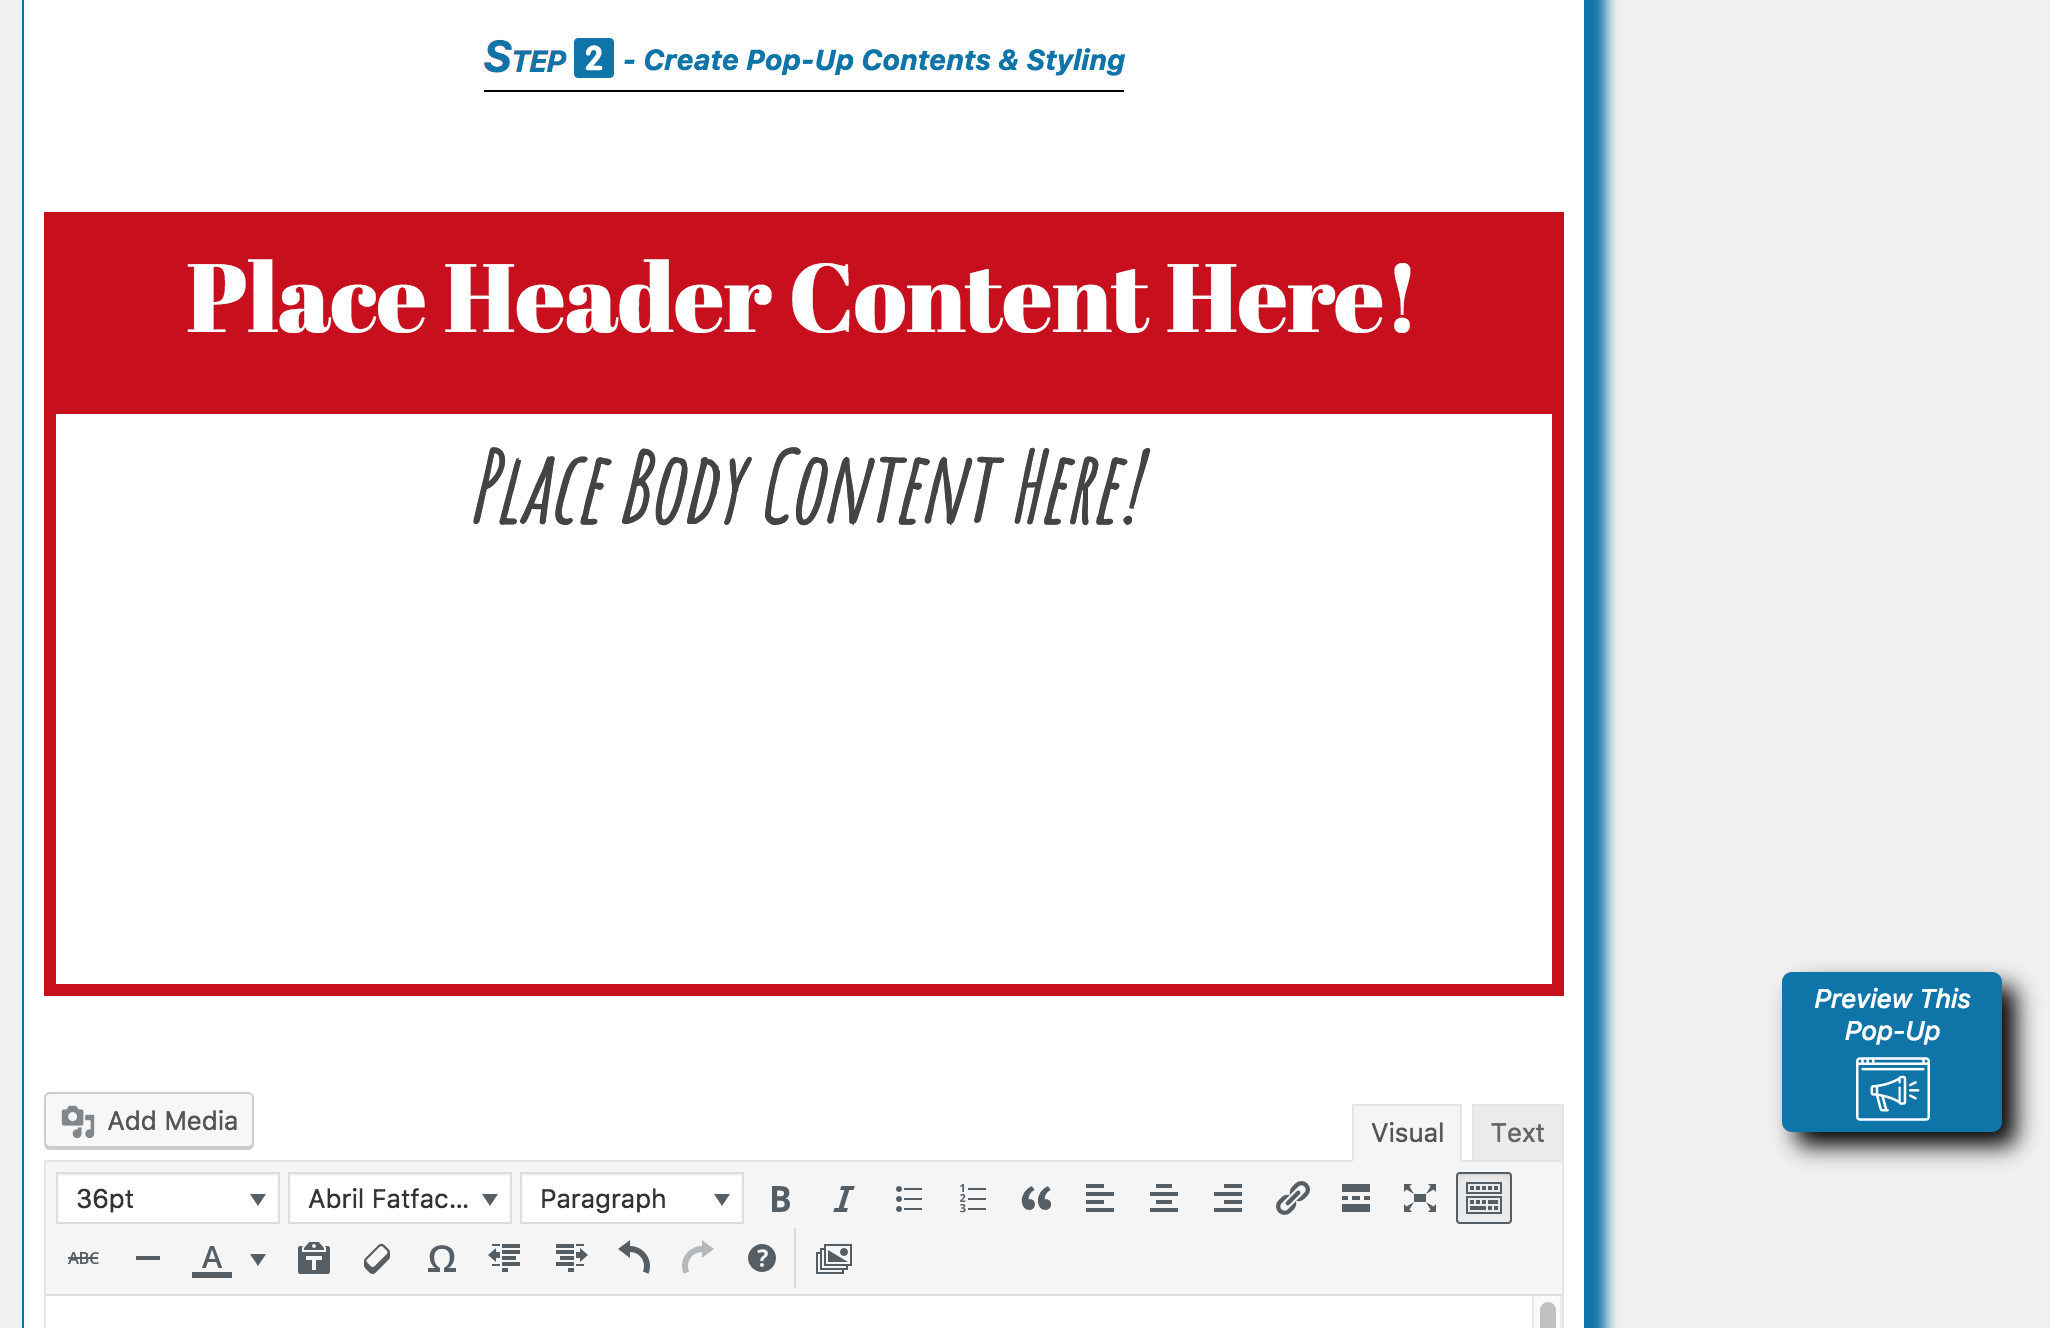 Step 2 - Create Pop-Up Contents & Styling
Place Header Content Here!
Place Body Content Here!
Preview This
Pop-Up
Add Media
Visual Text
36pt Abril Fatfac... Paragraph B I
ABC A T Ω ?